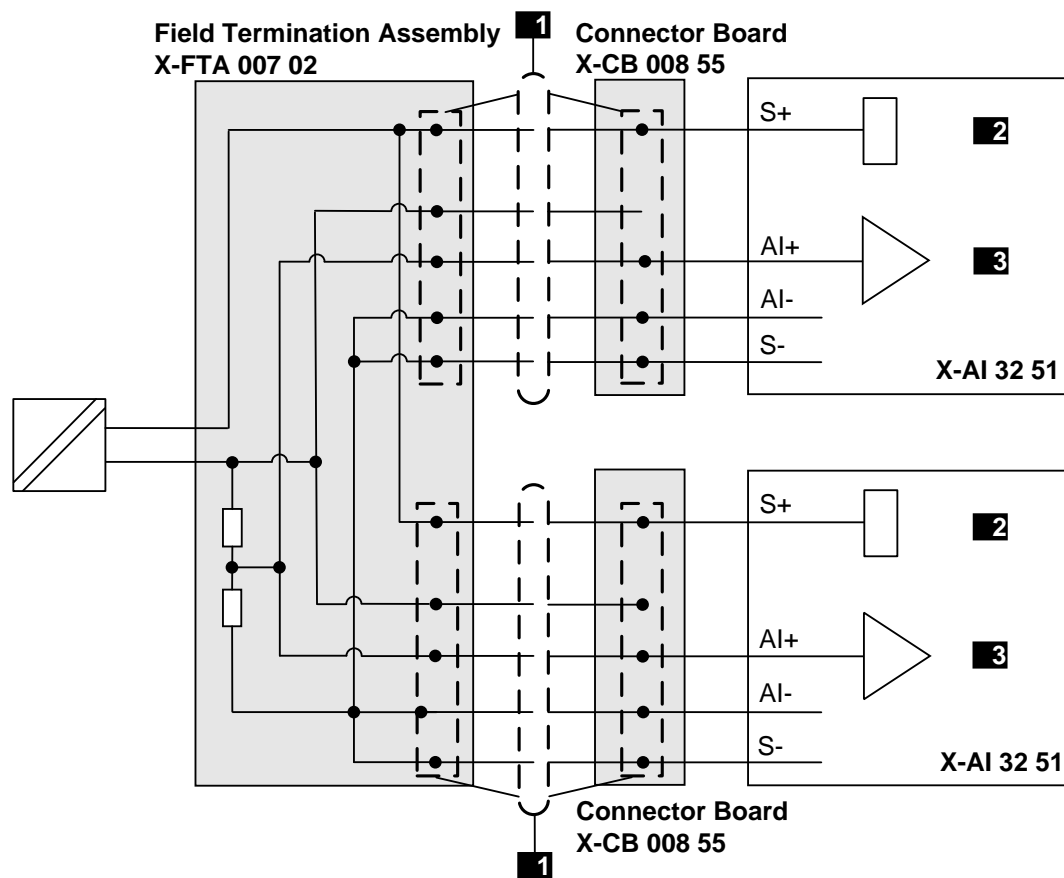 1
Field Termination Assembly
X-FTA 007 02
Connector Board
X-CB 008 55
S+
2
AI+
3
AI-
S-
X-AI 32 51
S+
2
AI+
3
AI-
S-
X-AI 32 51
Connector Board
X-CB 008 55
1